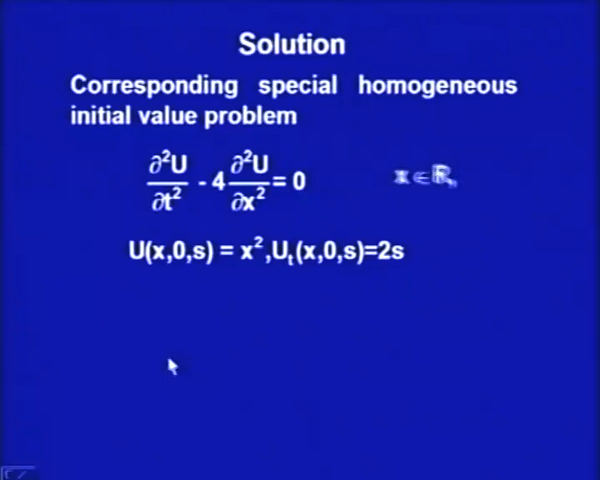 Solution
Corresponding special homogeneous
initial value problem
∂²U/∂t² - 4 ∂²U/∂x² = 0 x ∈ R,
U(x,0,s) = x²,Uₜ(x,0,s)=2s